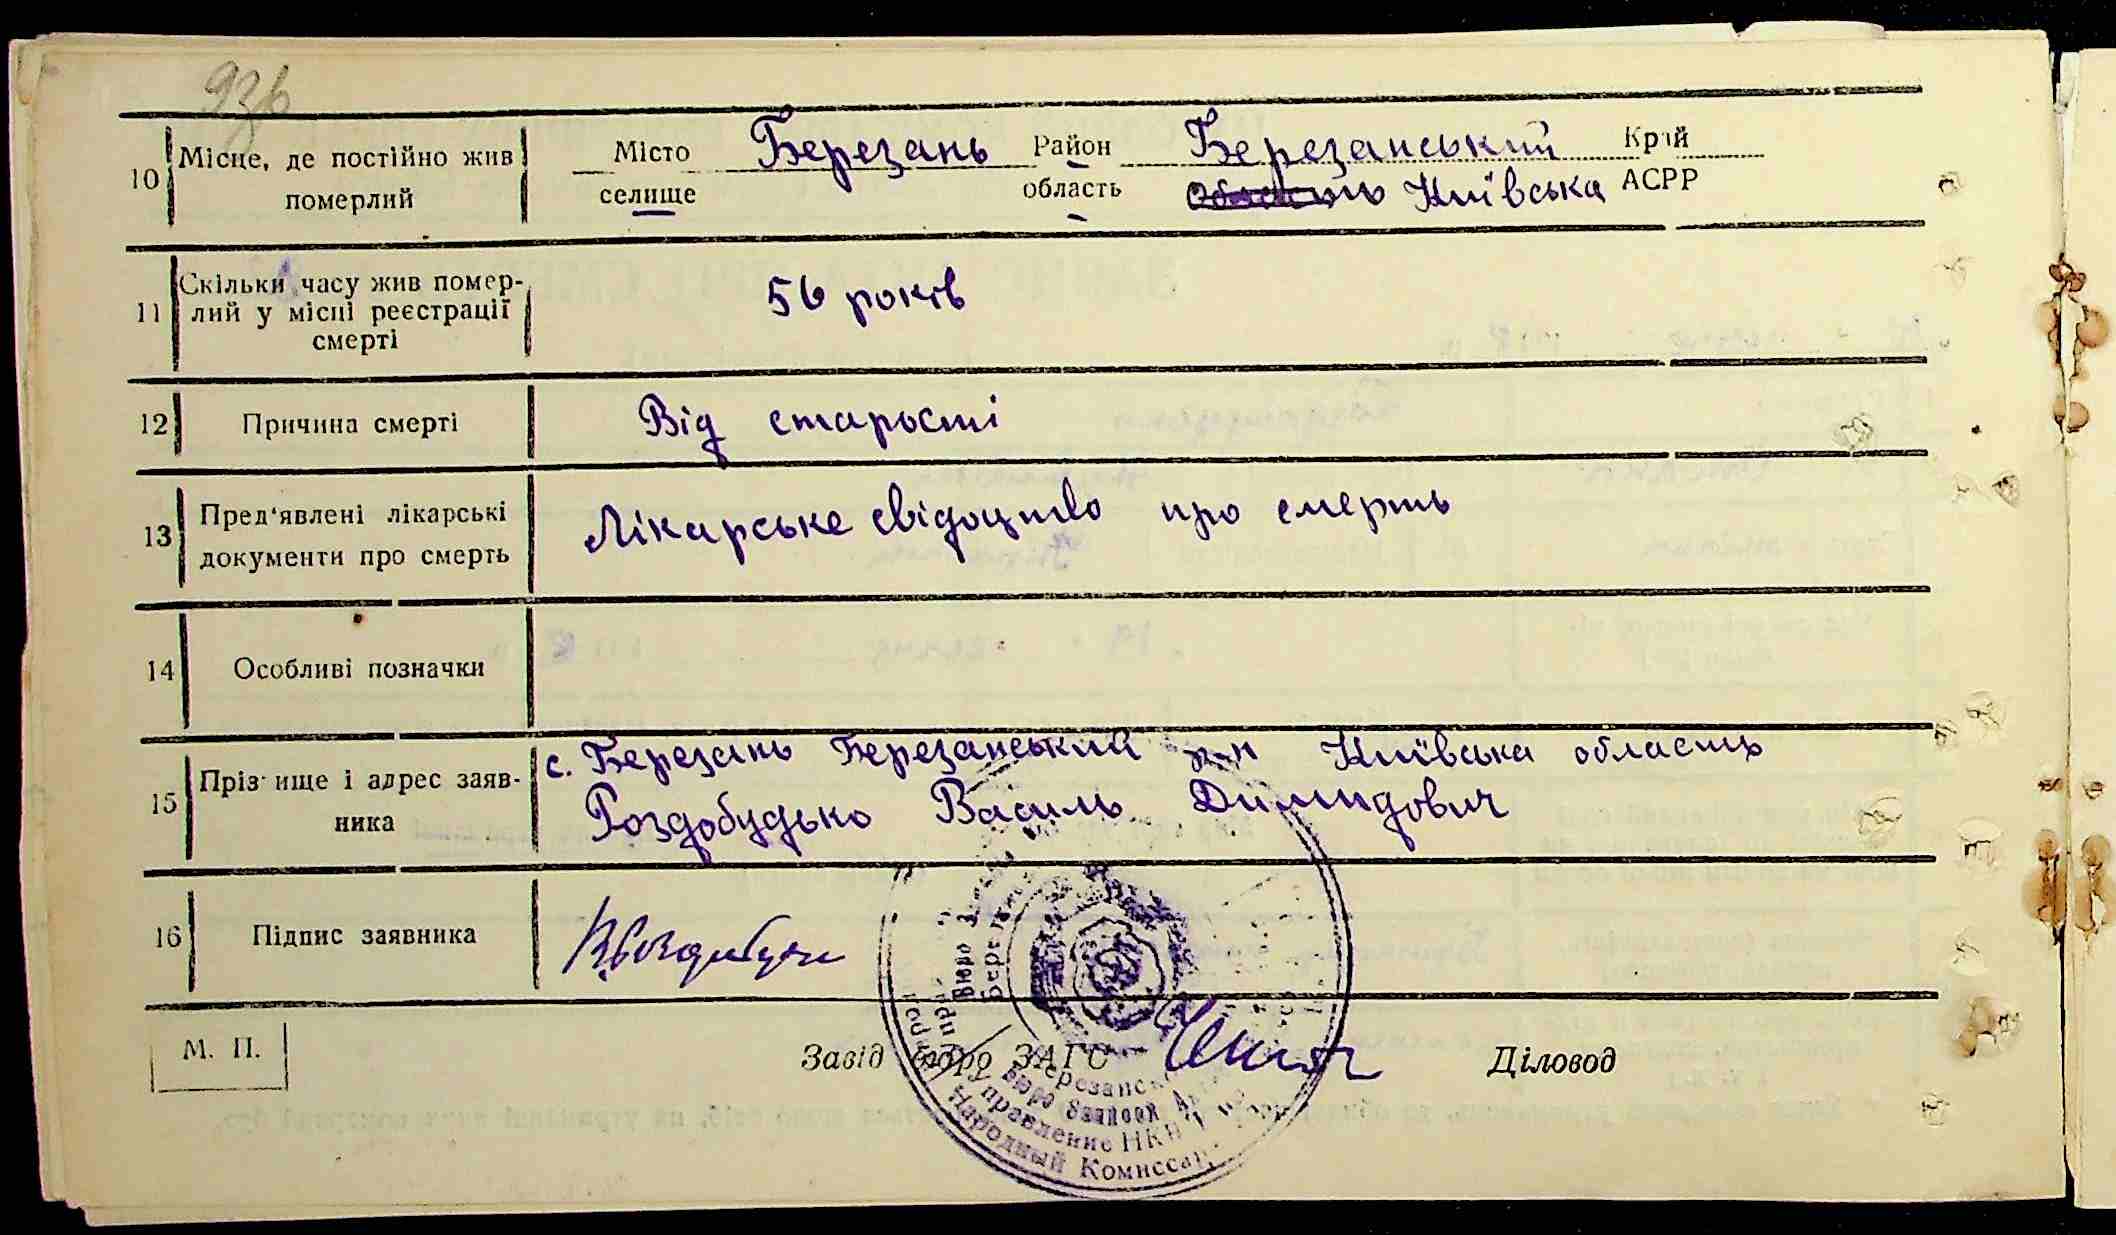 10 Місце, де постійно жив померлий
Місто селище Березань Район область Березанський Київська Край АСРР
11 Скільки часу жив померлий у місці реєстрації смерті
56 років
12 Причина смерті
Від старості
13 Пред'явлені лікарські документи про смерть
Лікарське свідоцтво про смерть
14 Особливі позначки
15 Прізвище і адрес заявника
с. Березань Березанський р-н Київська область
Роздобудько Василь Димидович
16 Підпис заявника
М. П.
Завід бюро ЗАГС
Діловод
Народный Комиссар
правление НКВД